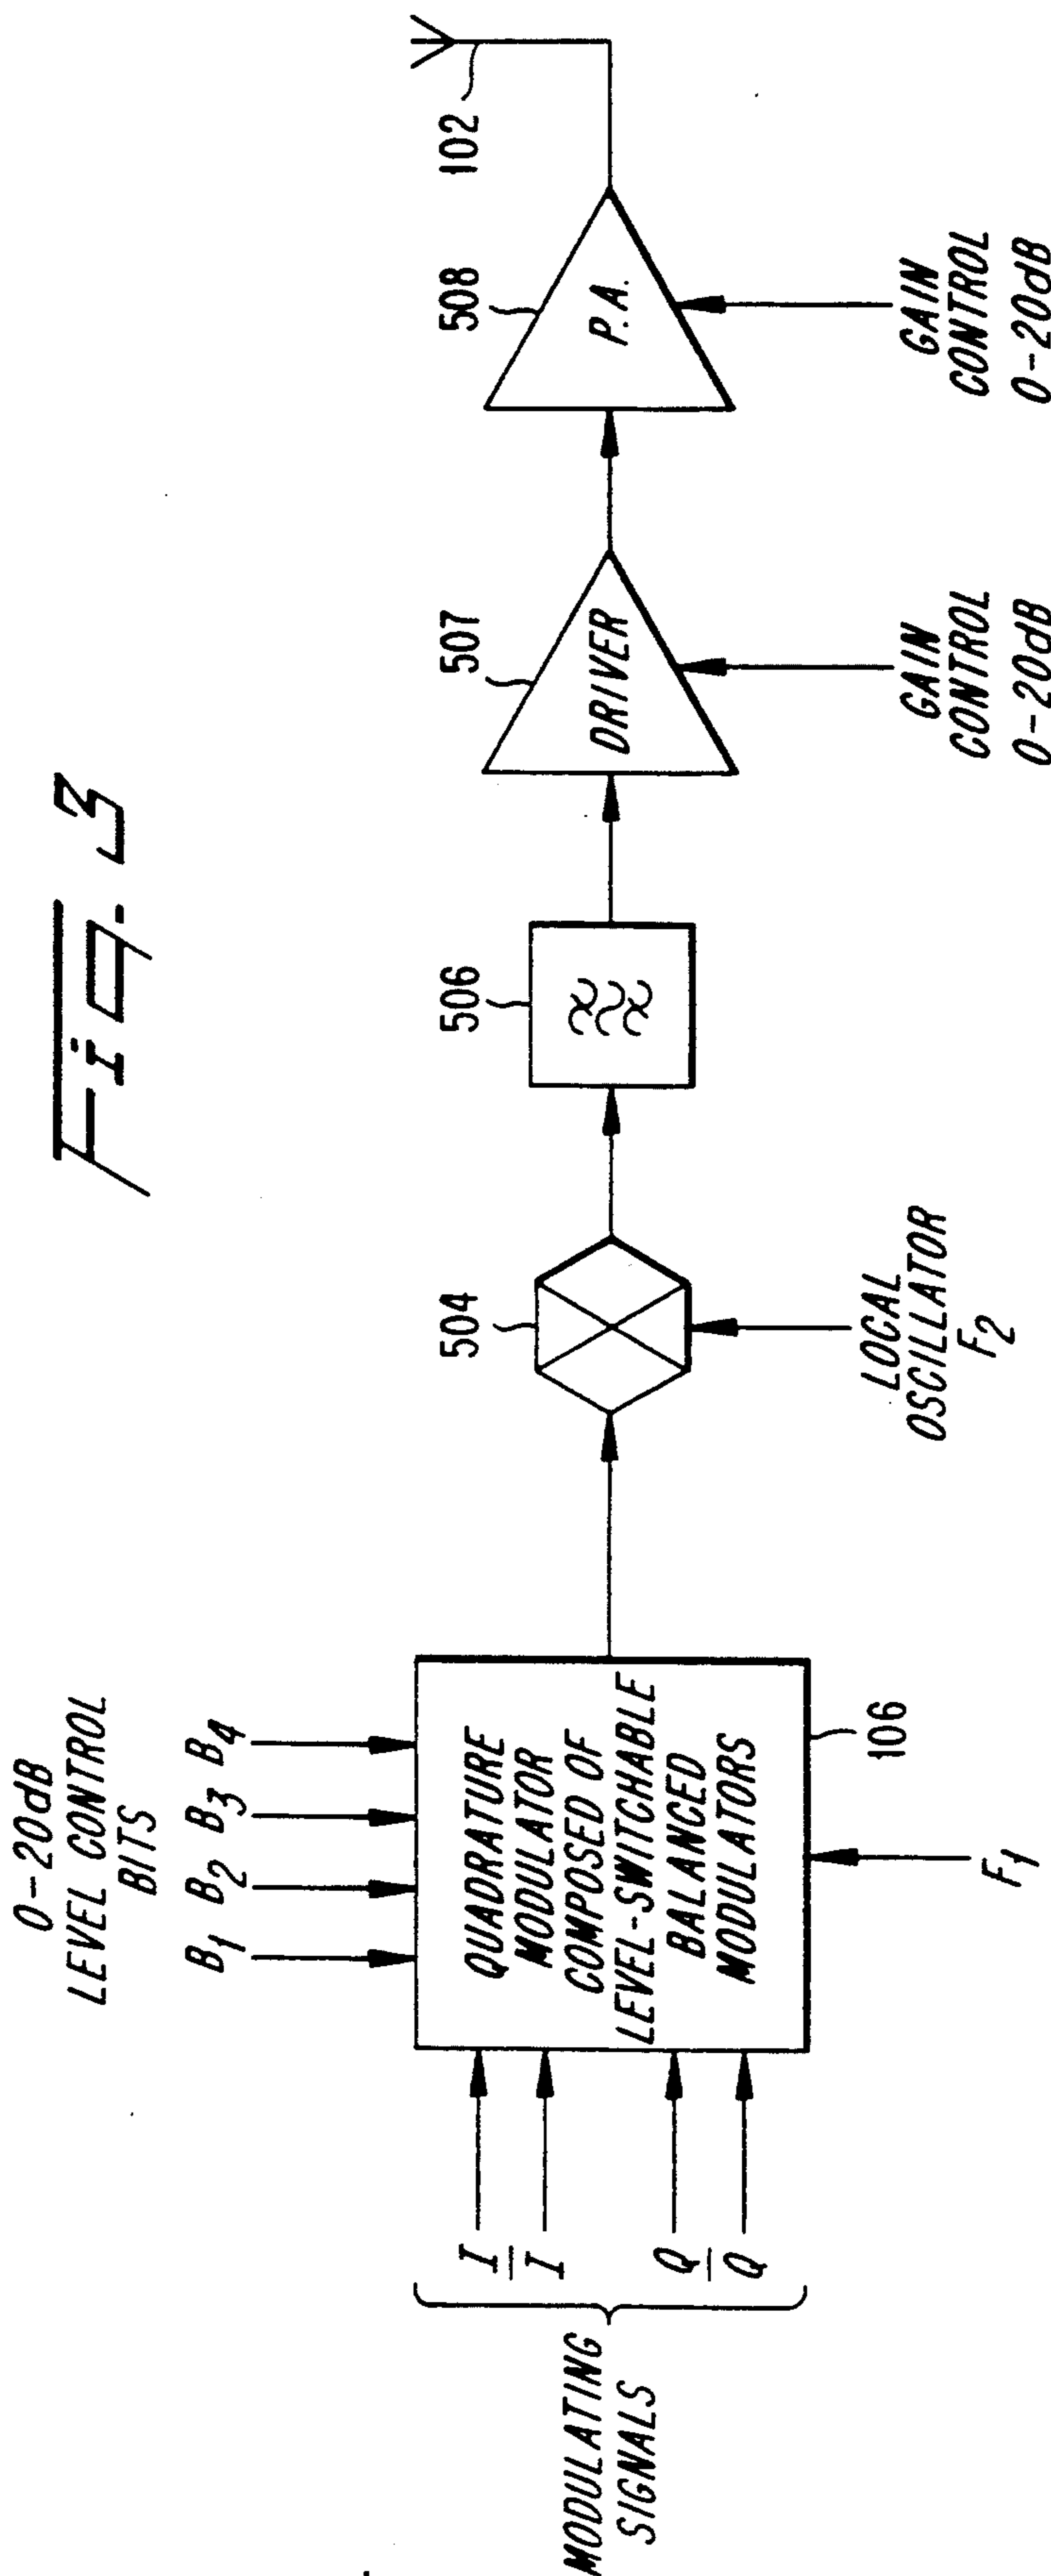 Fig. 3
0-20dB
LEVEL CONTROL
BITS
B1 B2 B3 B4
MODULATING
SIGNALS
I
I̅
Q
Q̅
QUADRATURE
MODULATOR
COMPOSED OF
LEVEL-SWITCHABLE
BALANCED
MODULATORS
106
F1
504
LOCAL
OSCILLATOR
F2
506
507
DRIVER
GAIN
CONTROL
0-20dB
508
P.A.
GAIN
CONTROL
0-20dB
102